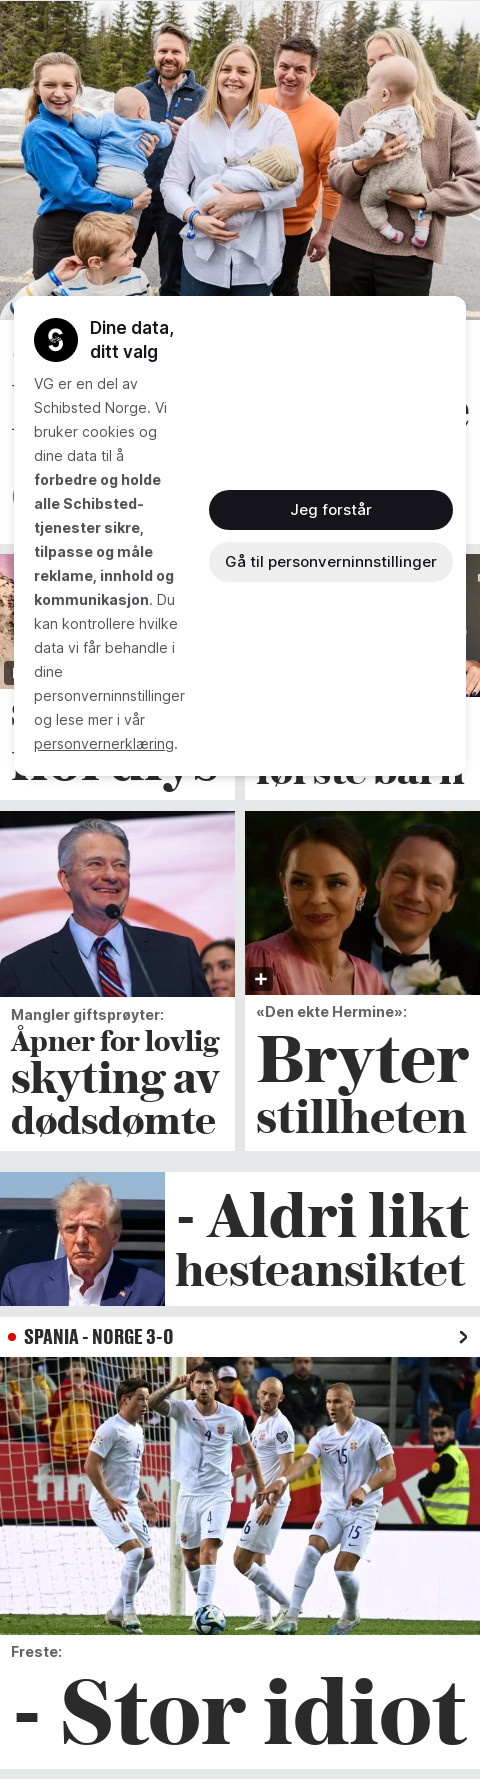 Dine data,
ditt valg
VG er en del av
Schibsted Norge. Vi
bruker cookies og
dine data til å
forbedre og holde
alle Schibsted-
tjenester sikre,
tilpasse og måle
reklame, innhold og
kommunikasjon. Du
kan kontrollere hvilke
data vi får behandle i
dine
personverninnstillinger
og lese mer i vår
personvernerklæring.
Jeg forstår
Gå til personverninnstillinger
nordlys
første barn
Mangler giftsprøyter:
Åpner for lovlig
skyting av
dødsdømte
«Den ekte Hermine»:
Bryter
stillheten
- Aldri likt
hesteansiktet
SPANIA - NORGE 3-0
Freste:
- Stor idiot